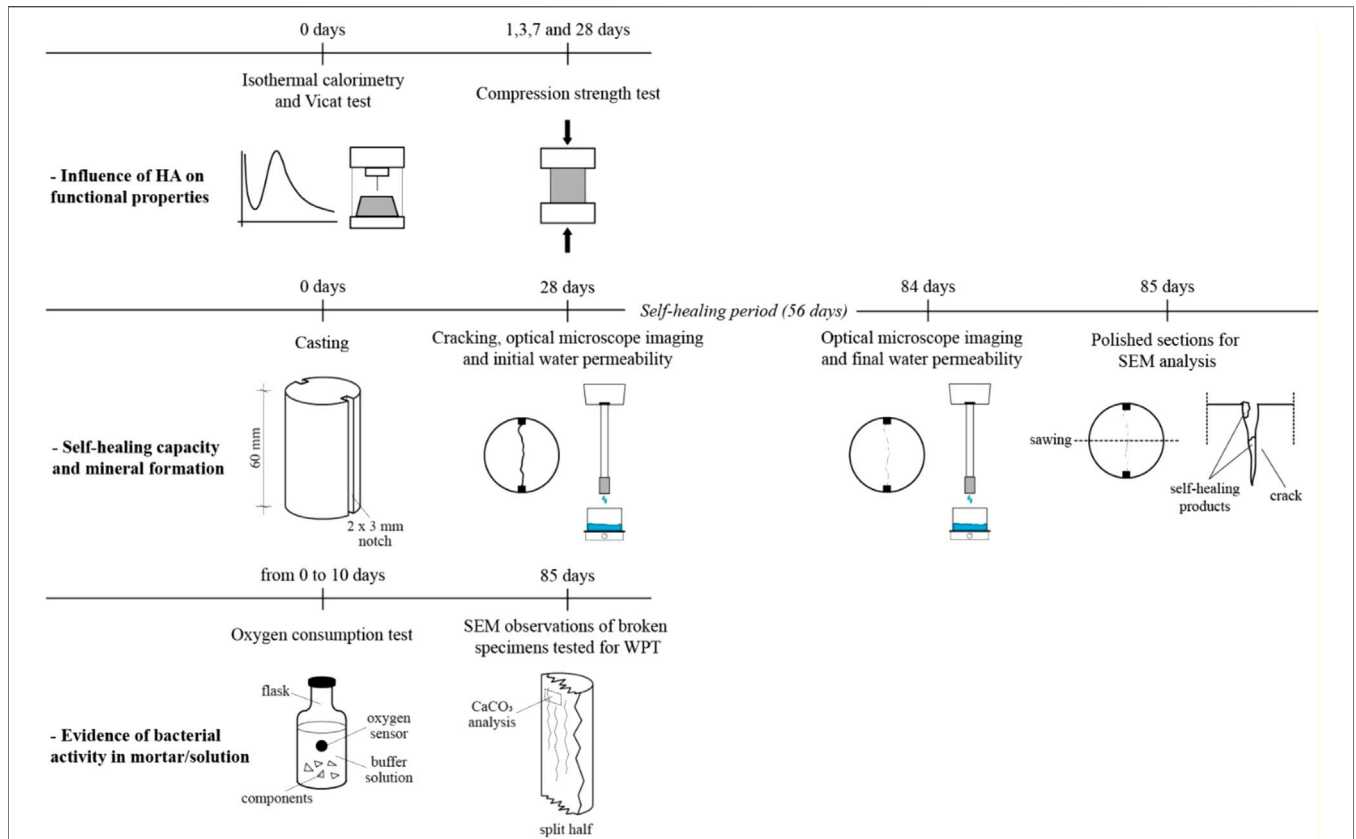 0 days
1,3,7 and 28 days
Isothermal calorimetry
and Vicat test
Compression strength test
- Influence of HA on
functional properties
0 days
28 days
Self-healing period (56 days)
84 days
85 days
Casting
Cracking, optical microscope imaging
and initial water permeability
Optical microscope imaging
and final water permeability
Polished sections for
SEM analysis
- Self-healing capacity
and mineral formation
60 mm
2 x 3 mm
notch
sawing
self-healing
products
crack
from 0 to 10 days
85 days
Oxygen consumption test
SEM observations of broken
specimens tested for WPT
- Evidence of bacterial
activity in mortar/solution
flask
oxygen
sensor
buffer
solution
components
CaCO₃
analysis
split half